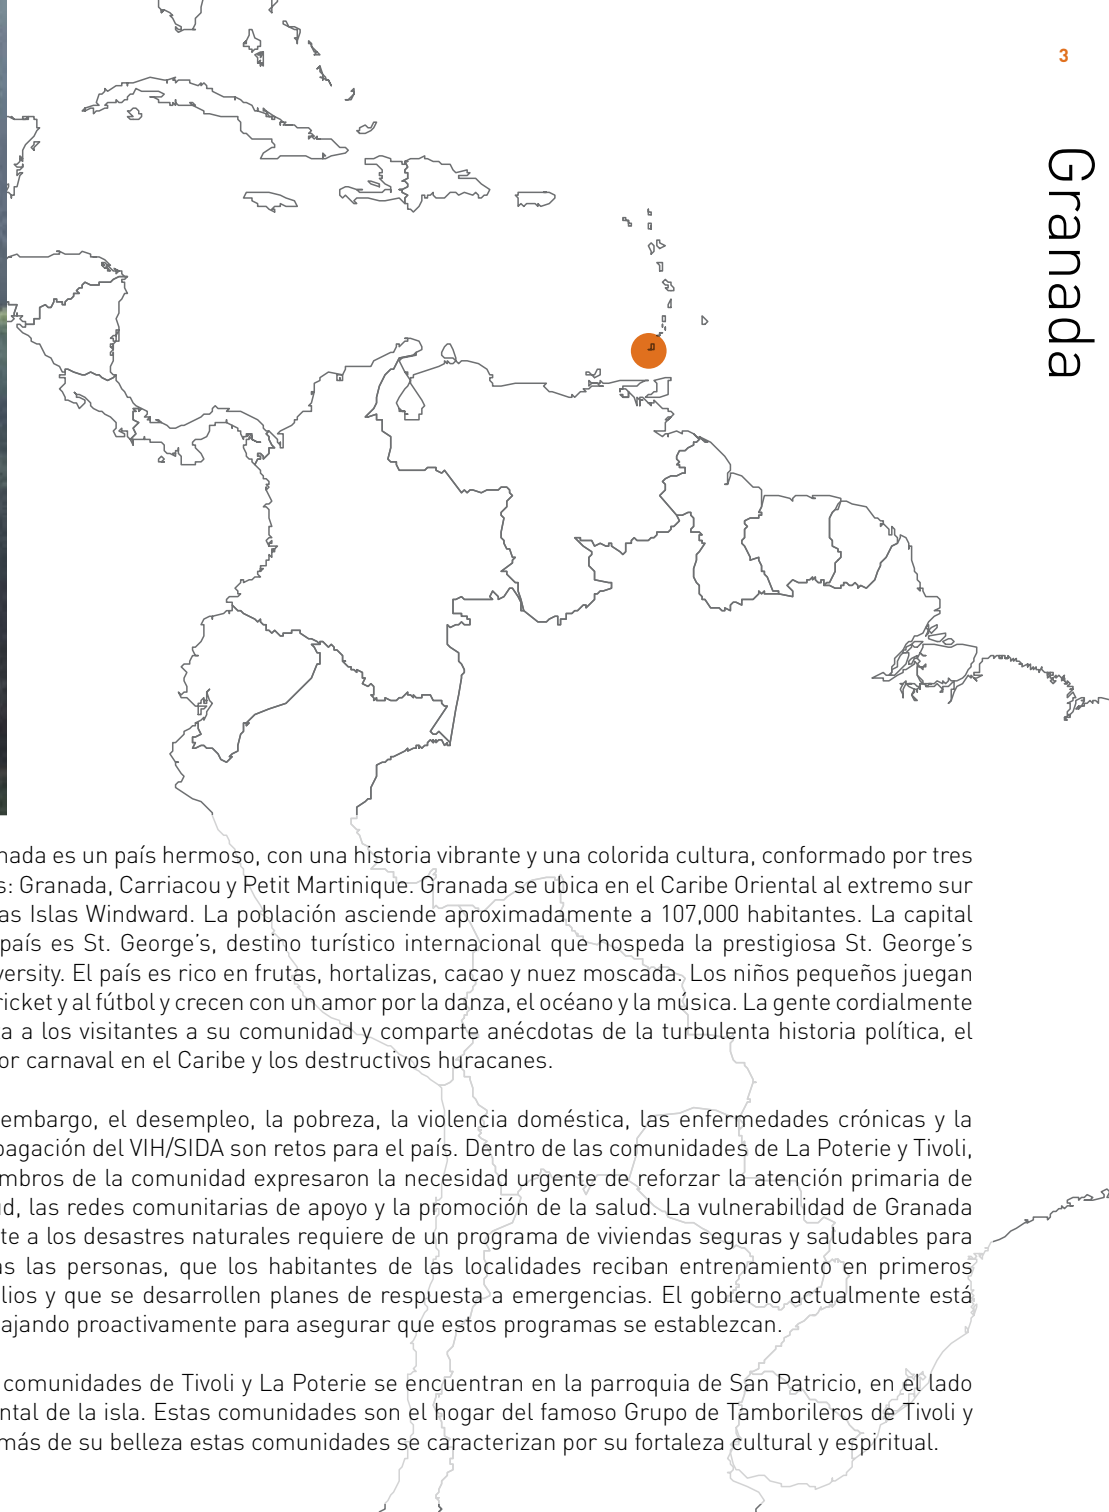 3
Granada
nada es un país hermoso, con una historia vibrante y una colorida cultura, conformado por tres
s: Granada, Carriacou y Petit Martinique. Granada se ubica en el Caribe Oriental al extremo sur
as Islas Windward. La población asciende aproximadamente a 107,000 habitantes. La capital
país es St. George’s, destino turístico internacional que hospeda la prestigiosa St. George’s
versity. El país es rico en frutas, hortalizas, cacao y nuez moscada. Los niños pequeños juegan
ricket y al fútbol y crecen con un amor por la danza, el océano y la música. La gente cordialmente
a a los visitantes a su comunidad y comparte anécdotas de la turbulenta historia política, el
or carnaval en el Caribe y los destructivos huracanes.
embargo, el desempleo, la pobreza, la violencia doméstica, las enfermedades crónicas y la
pagación del VIH/SIDA son retos para el país. Dentro de las comunidades de La Poterie y Tivoli,
mbros de la comunidad expresaron la necesidad urgente de reforzar la atención primaria de
ud, las redes comunitarias de apoyo y la promoción de la salud. La vulnerabilidad de Granada
te a los desastres naturales requiere de un programa de viviendas seguras y saludables para
as las personas, que los habitantes de las localidades reciban entrenamiento en primeros
lios y que se desarrollen planes de respuesta a emergencias. El gobierno actualmente está
ajando proactivamente para asegurar que estos programas se establezcan.
comunidades de Tivoli y La Poterie se encuentran en la parroquia de San Patricio, en el lado
ntal de la isla. Estas comunidades son el hogar del famoso Grupo de Tamborileros de Tivoli y
más de su belleza estas comunidades se caracterizan por su fortaleza cultural y espiritual.